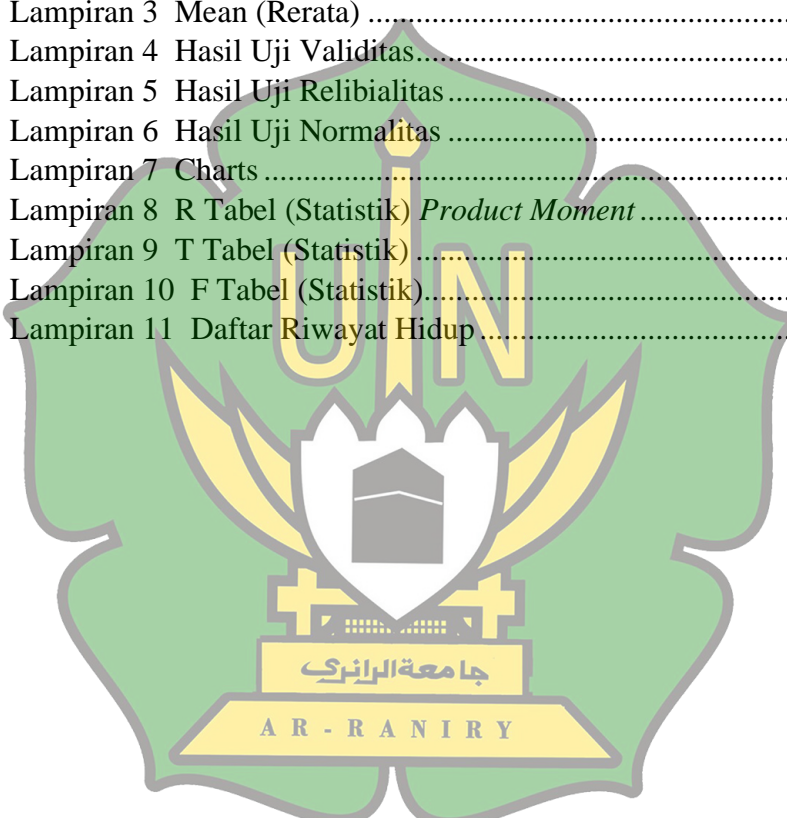 Lampiran 3  Mean (Rerata) ......................................................
Lampiran 4  Hasil Uji Validitas................................................
Lampiran 5  Hasil Uji Relibialitas ...........................................
Lampiran 6  Hasil Uji Normalitas ............................................
Lampiran 7  Charts ....................................................................
Lampiran 8  R Tabel (Statistik) Product Moment ...................
Lampiran 9  T Tabel (Statistik) ................................................
Lampiran 10  F Tabel (Statistik)...............................................
Lampiran 11  Daftar Riwayat Hidup ........................................
UIN
جامعةالرانري
AR-RANIRY